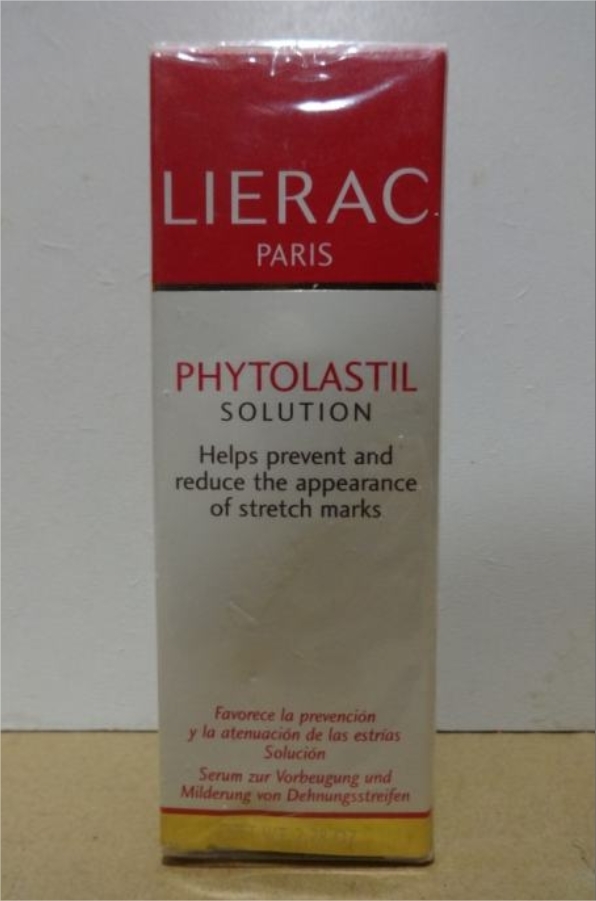 LIERAC
PARIS
PHYTOLASTIL
SOLUTION
Helps prevent and
reduce the appearance
of stretch marks
Favorece la prevención
y la atenuación de las estrías
Solución
Serum zur Vorbeugung und
Milderung von Dehnungsstreifen